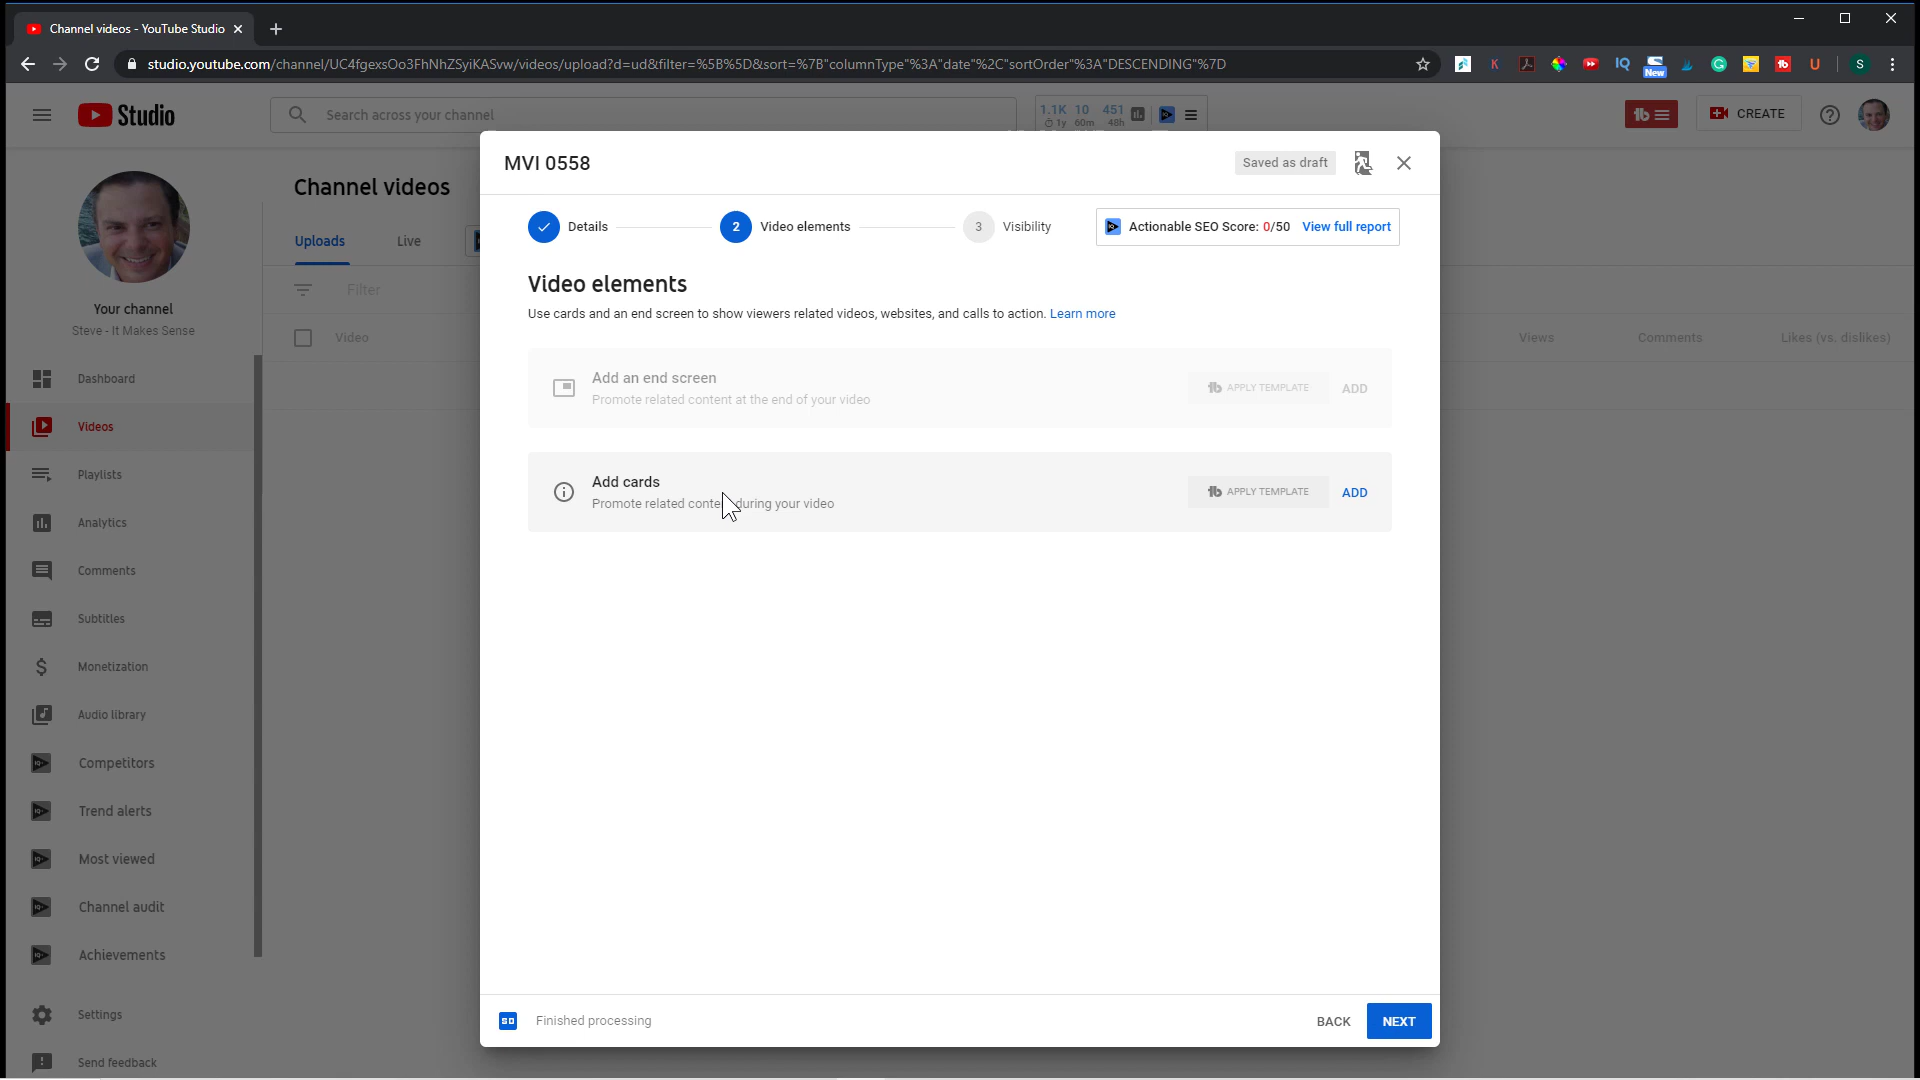 Channel videos - YouTube Studio
studio.youtube.com/channel/UC4fgexsOo3FhNhZSyiKASvw/videos/upload?d=ud&filter=%5B%5D&sort=%7B"columnType"%3A"date"%2C"sortOrder"%3A"DESCENDING"%7D
K
IQ
New
U
S
Studio
Search across your channel
1.1K 10 451
1y 60m 48h
CREATE
MVI 0558
Saved as draft
Channel videos
Details
2
Video elements
3
Visibility
Actionable SEO Score: 0/50 View full report
Uploads
Live
Video elements
Filter
Your channel
Use cards and an end screen to show viewers related videos, websites, and calls to action. Learn more
Steve - It Makes Sense
Video
Views
Comments
Likes (vs. dislikes)
Dashboard
Add an end screen
Promote related content at the end of your video
APPLY TEMPLATE
ADD
Videos
Playlists
Add cards
Promote related conte during your video
APPLY TEMPLATE
ADD
Analytics
Comments
Subtitles
Monetization
Audio library
Competitors
Trend alerts
Most viewed
Channel audit
Achievements
Settings
SD
Finished processing
BACK
NEXT
Send feedback